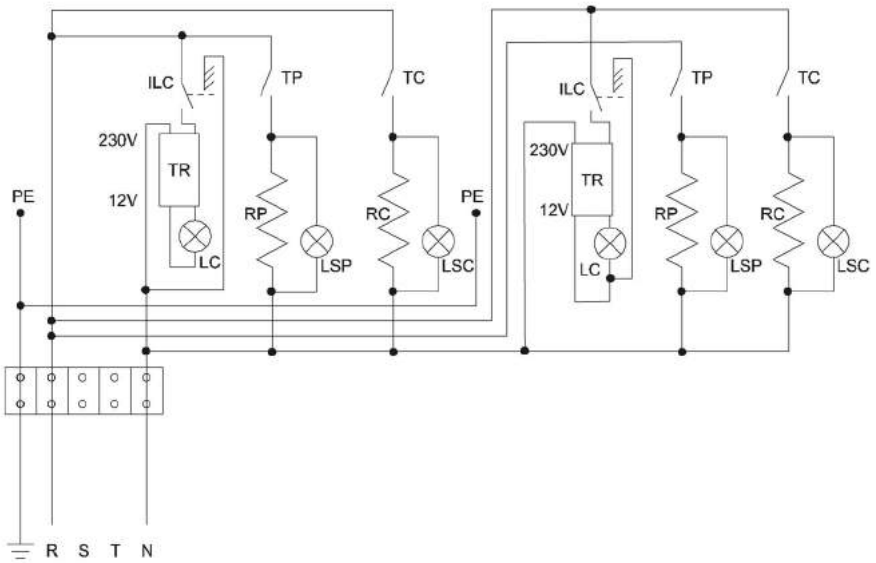 ILC TP TC ILC TP TC
230V 230V
TR TR
PE 12V RP RC PE 12V RP RC
LC LSP LSC LC LSP LSC
R S T N